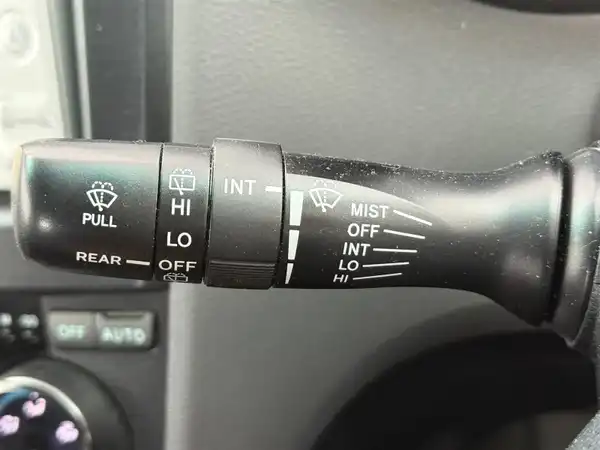 PULL
REAR
HI
LO
OFF
INT
MIST
OFF
INT
LO
HI
OFF
AUTO